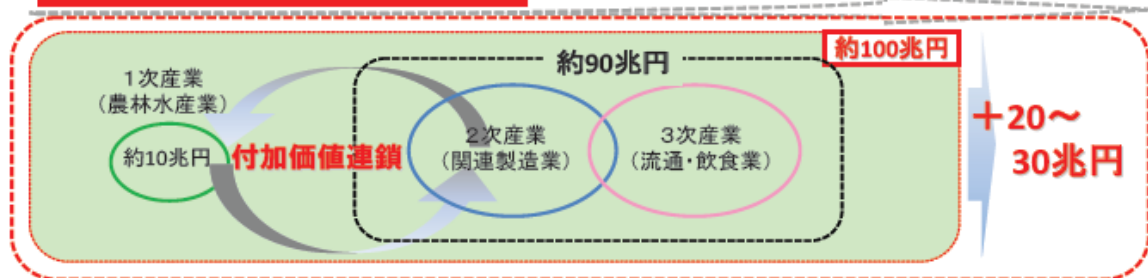 約100兆円
約90兆円
1次産業
(農林水産業)
約10兆円
付加価値連鎖
2次産業
(関連製造業)
3次産業
(流通・飲食業)
+20～
30兆円